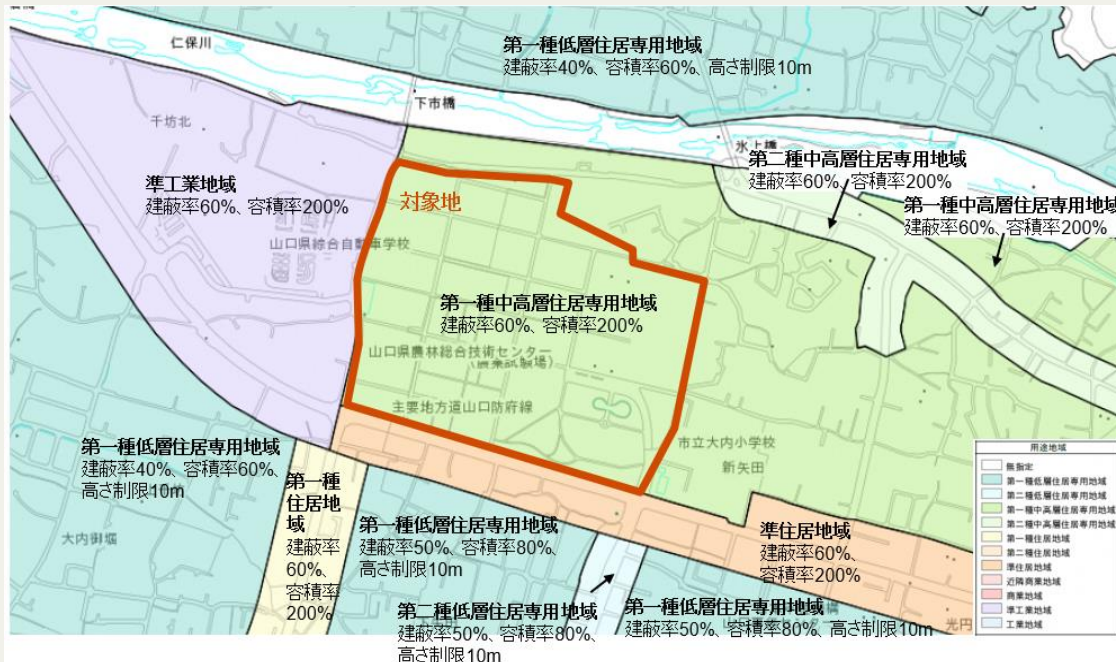 仁保川
第一種低層住居専用地域
建蔽率40%、容積率60%、高さ制限10m
下市橋
千坊北
氷上橋
第二種中高層住居専用地域
建蔽率60%、容積率200%
準工業地域
建蔽率60%、容積率200%
対象地
第一種中高層住居専用地域
建蔽率60%、容積率200%
山口県総合自動車学校
第一種中高層住居専用地域
建蔽率60%、容積率200%
山口県農林総合技術センター
(農業試験場)
主要地方道山口防府線
市立大内小学校
新矢田
第一種低層住居専用地域
建蔽率40%、容積率60%、
高さ制限10m
大内御堀
第一種
住居地
域
建蔽率
60%、
容積率
200%
第一種低層住居専用地域
建蔽率50%、容積率80%、
高さ制限10m
準住居地域
建蔽率60%、
容積率200%
第二種低層住居専用地域
建蔽率50%、容積率80%、
高さ制限10m
第一種低層住居専用地域
建蔽率50%、容積率80%、高さ制限10m
光円
用途地域
無指定
第一種低層住居専用地域
第二種低層住居専用地域
第一種中高層住居専用地域
第二種中高層住居専用地域
第一種住居地域
第二種住居地域
準住居地域
近隣商業地域
商業地域
準工業地域
工業地域